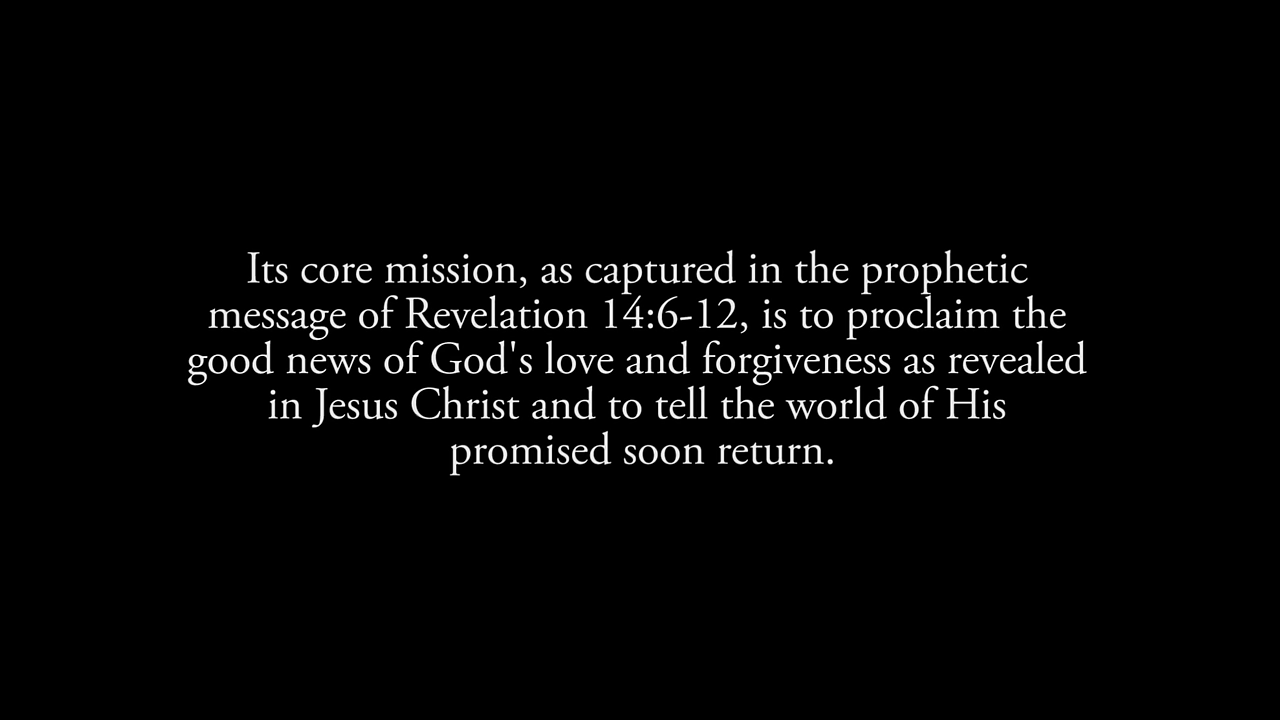 Its core mission, as captured in the prophetic
message of Revelation 14:6-12, is to proclaim the
good news of God's love and forgiveness as revealed
in Jesus Christ and to tell the world of His
promised soon return.